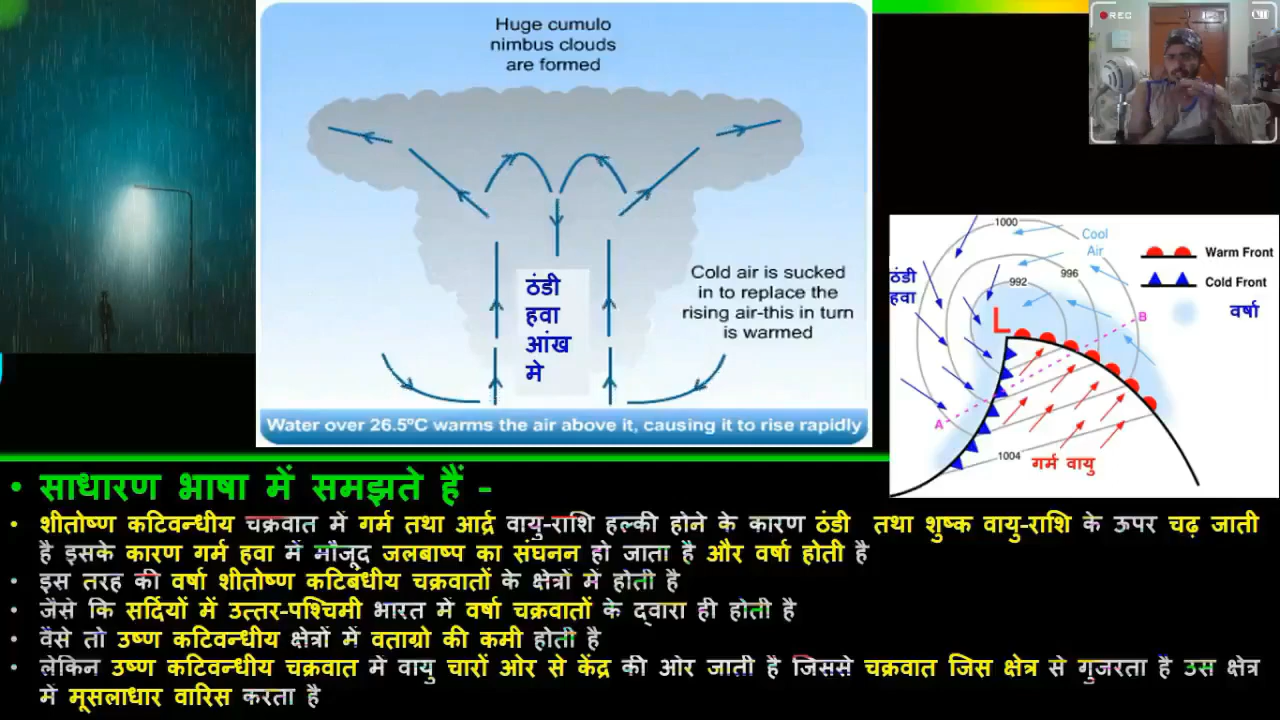 Huge cumulo
nimbus clouds
are formed
REC
ठंडी
हवा
आंख
मे
Cold air is sucked
in to replace the
rising air-this in turn
is warmed
Water over 26.5ºC warms the air above it, causing it to rise rapidly
1000
Cool
Air
996
992
ठंडी
हवा
L
B
A
1004
गर्म वायु
Warm Front
Cold Front
वर्षा
• साधारण भाषा में समझते हैं -
• शीतोष्ण कटिवन्धीय चक्रवात में गर्म तथा आर्द्र वायु-राशि हल्की होने के कारण ठंडी तथा शुष्क वायु-राशि के ऊपर चढ़ जाती
है इसके कारण गर्म हवा में मौजूद जलबाष्प का संघनन हो जाता है और वर्षा होती है
• इस तरह की वर्षा शीतोष्ण कटिबंधीय चक्रवातों के क्षेत्रों में होती है
• जैसे कि सर्दियों में उत्तर-पश्चिमी भारत में वर्षा चक्रवातों के द्वारा ही होती है
• वैसे तो उष्ण कटिवन्धीय क्षेत्रों में वताग्रो की कमी होती है
• लेकिन उष्ण कटिवन्धीय चक्रवात में वायु चारों ओर से केंद्र की ओर जाती है जिससे चक्रवात जिस क्षेत्र से गुजरता है उस क्षेत्र
में मूसलाधार वारिस करता है